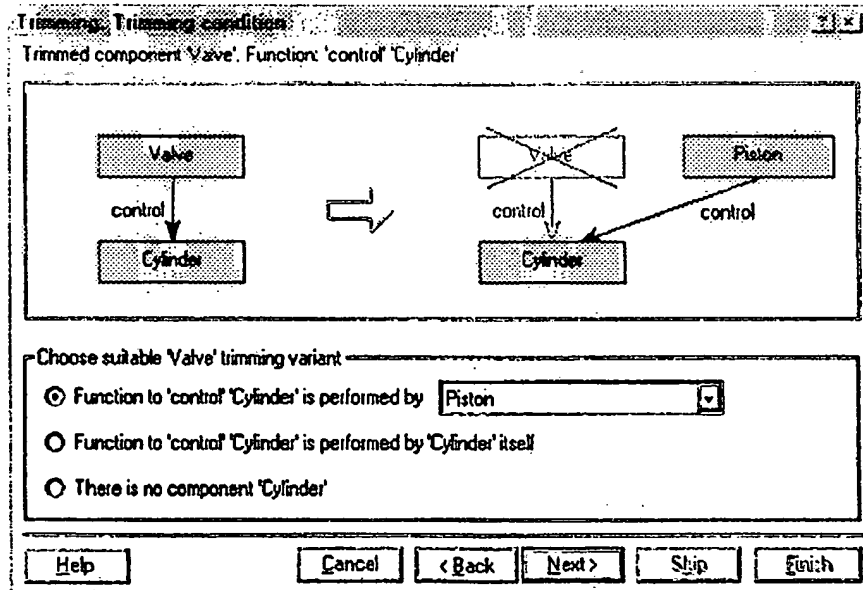 Trimming. Trimming condition
Trimmed component 'Valve'. Function: 'control' 'Cylinder'
Valve
control
Cylinder
Valve
control
Cylinder
Piston
control
Choose suitable 'Valve' trimming variant
Function to 'control' 'Cylinder' is performed by Piston
Function to 'control' 'Cylinder' is performed by 'Cylinder' itself
There is no component 'Cylinder'
Help Cancel < Back Next > Skip Finish